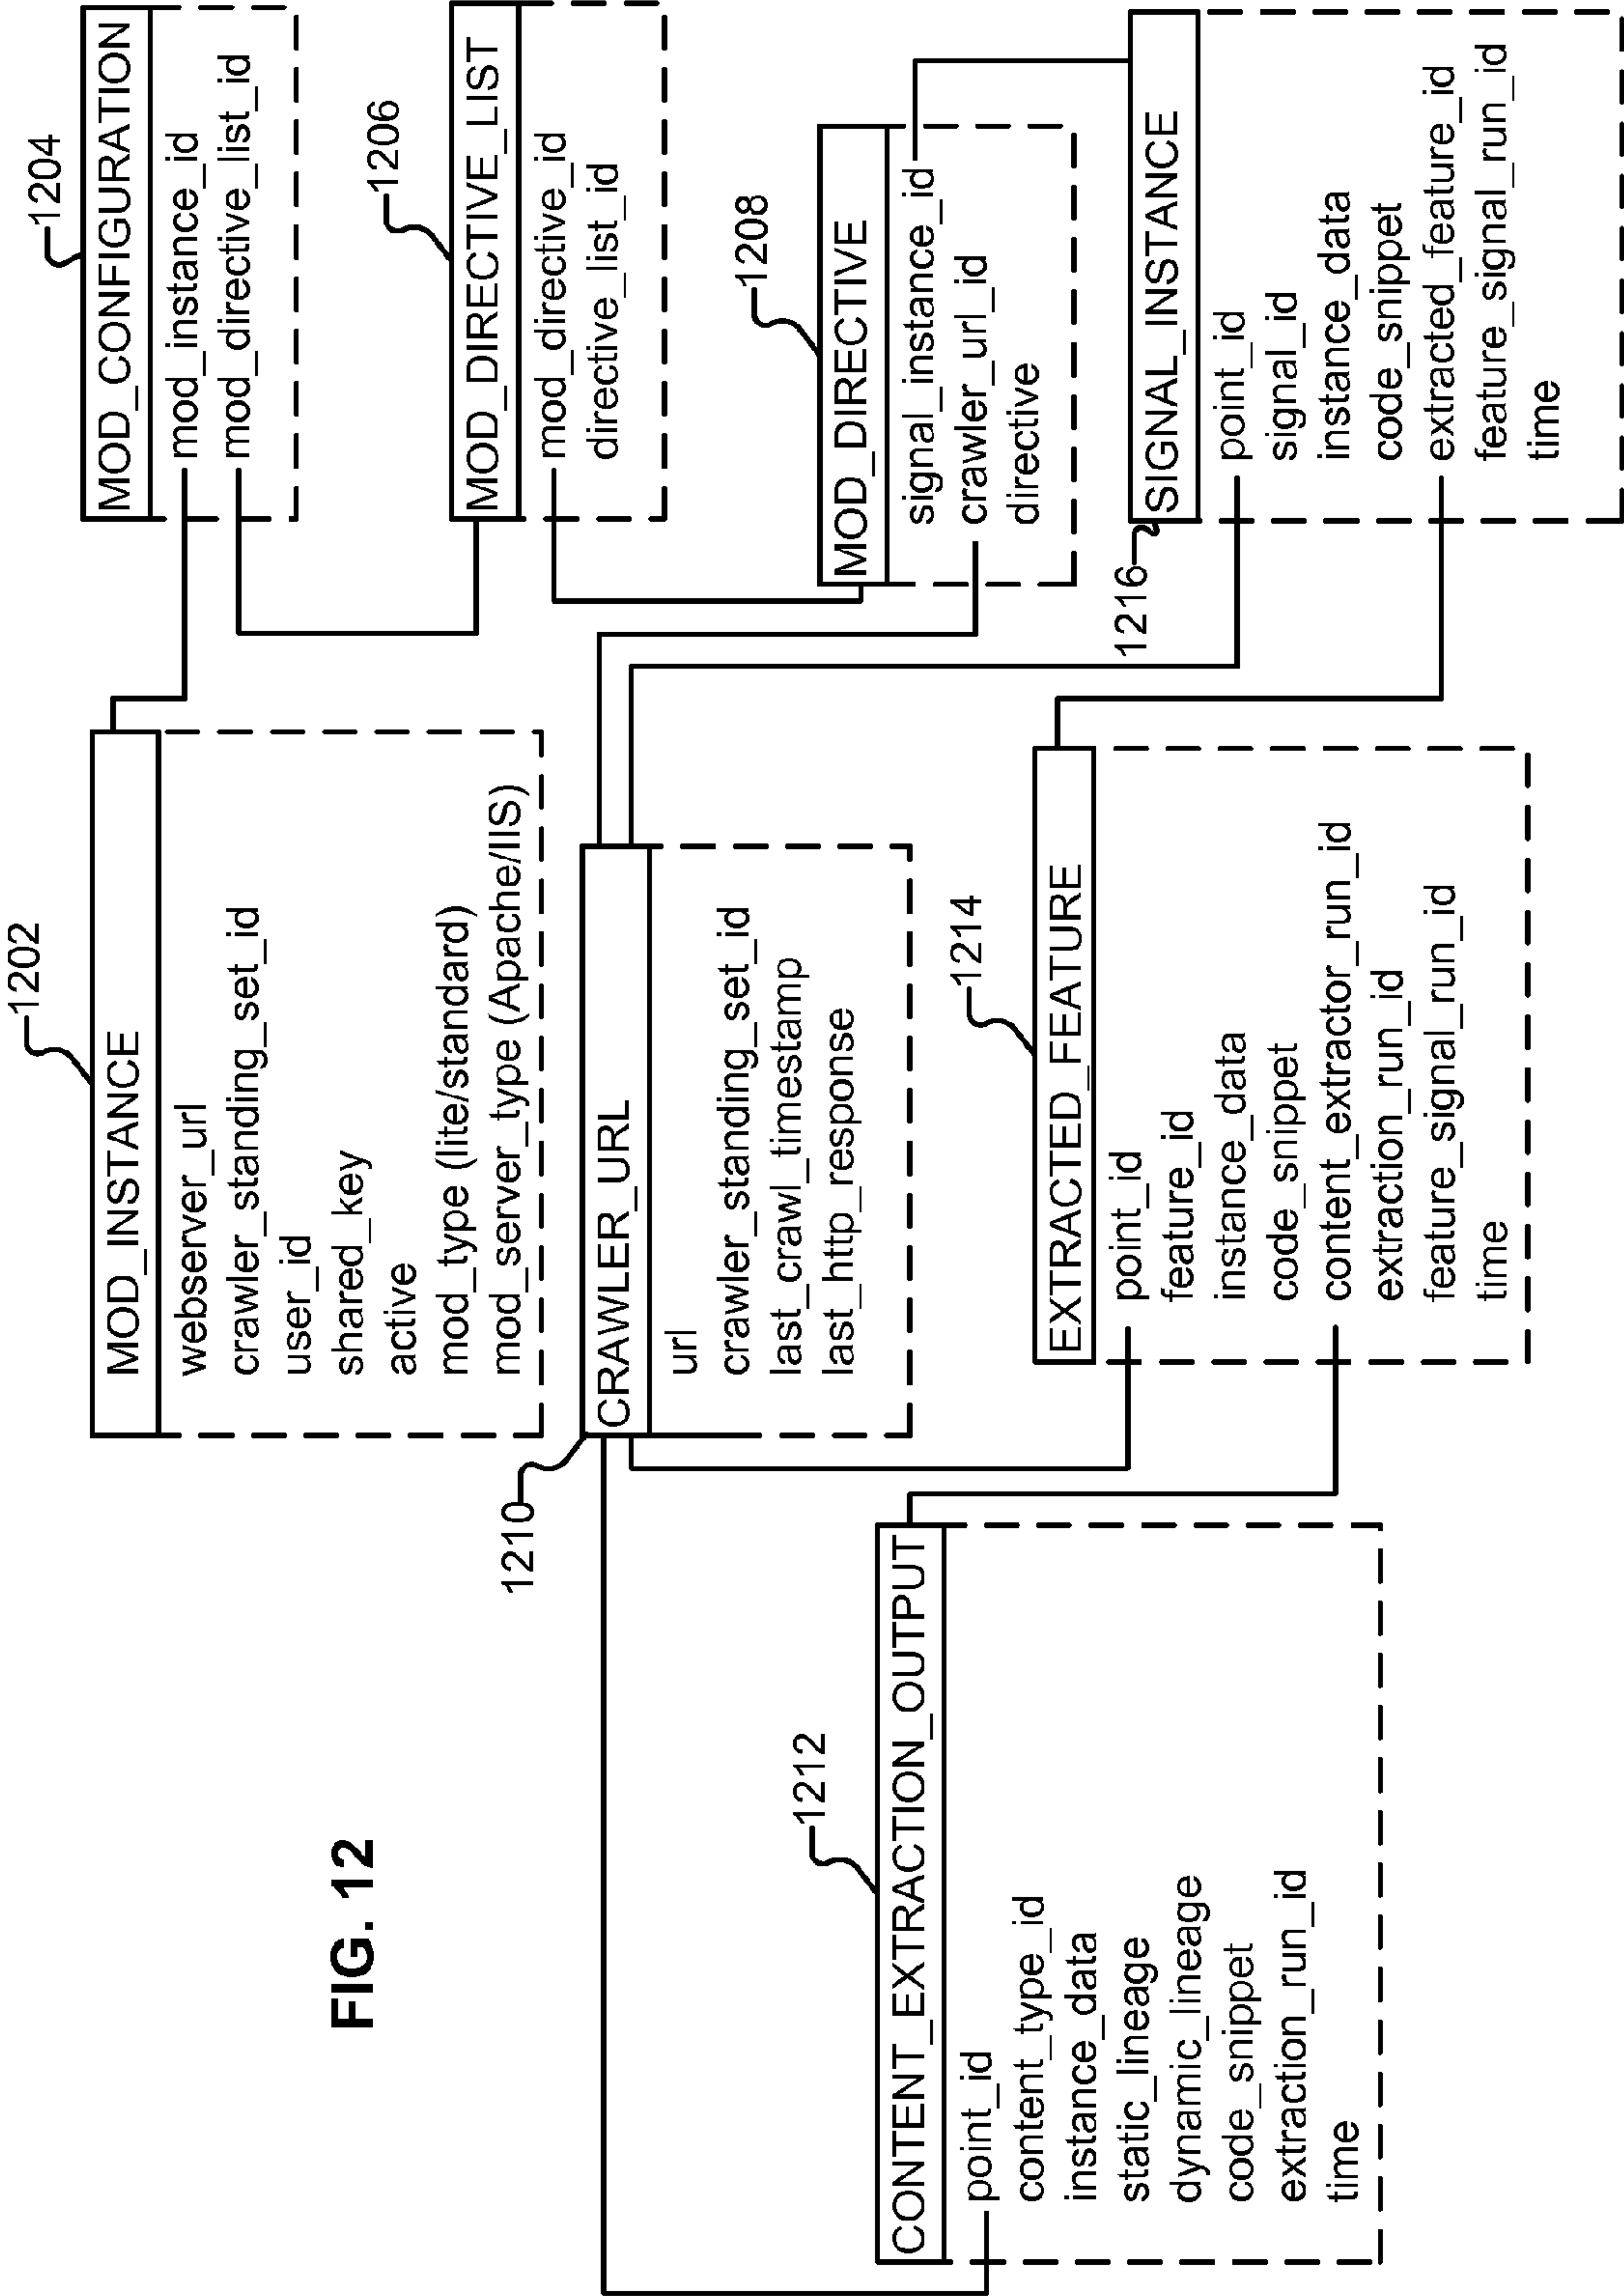 FIG. 12
1202
MOD_INSTANCE
webserver_url
crawler_standing_set_id
user_id
shared_key
active
mod_type (lite/standard)
mod_server_type (Apache/IIS)
1204
MOD_CONFIGURATION
mod_instance_id
mod_directive_list_id
1206
MOD_DIRECTIVE_LIST
mod_directive_id
directive_list_id
1208
MOD_DIRECTIVE
signal_instance_id
crawler_url_id
directive
1210
CRAWLER_URL
url
crawler_standing_set_id
last_crawl_timestamp
last_http_response
1212
CONTENT_EXTRACTION_OUTPUT
point_id
content_type_id
instance_data
static_lineage
dynamic_lineage
code_snippet
extraction_run_id
time
1214
EXTRACTED_FEATURE
point_id
feature_id
instance_data
code_snippet
content_extractor_run_id
extraction_run_id
feature_signal_run_id
time
1216
SIGNAL_INSTANCE
point_id
signal_id
instance_data
code_snippet
extracted_feature_id
feature_signal_run_id
time